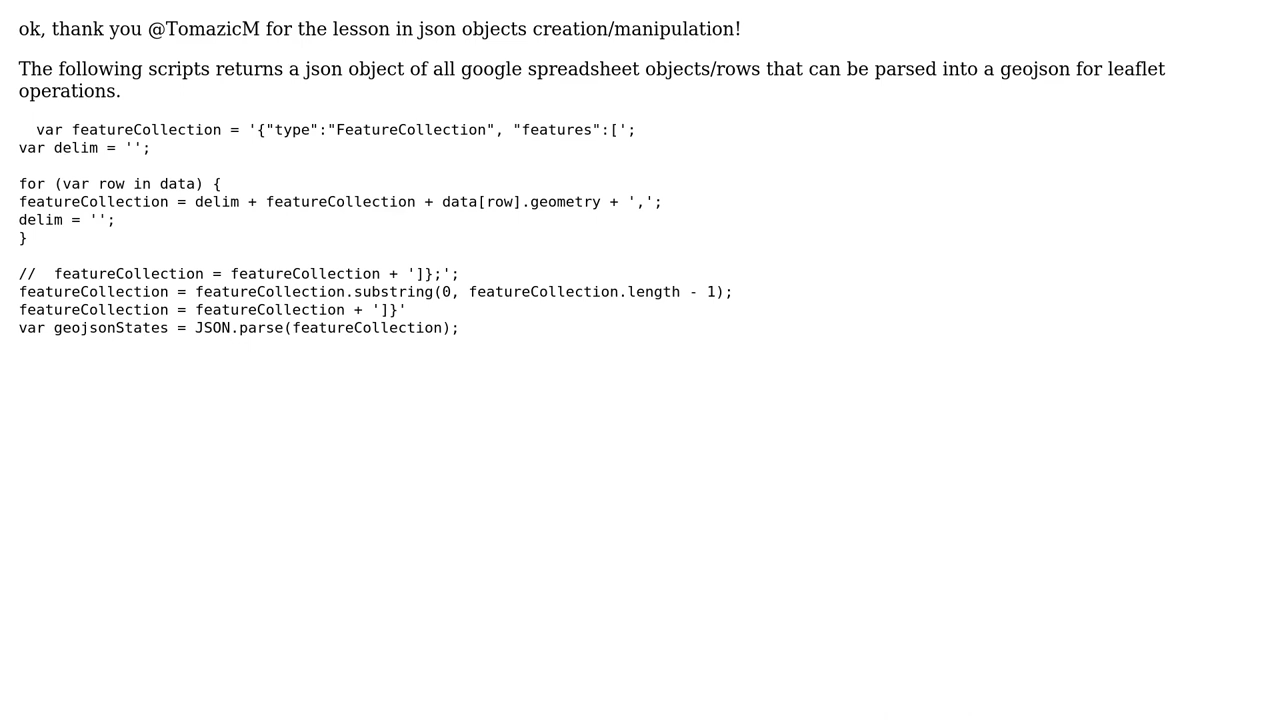 ok, thank you @TomazicM for the lesson in json objects creation/manipulation!
The following scripts returns a json object of all google spreadsheet objects/rows that can be parsed into a geojson for leaflet
operations.
  var featureCollection = '{"type":"FeatureCollection", "features":[';
var delim = '';
for (var row in data) {
featureCollection = delim + featureCollection + data[row].geometry + ',';
delim = '';
}
//  featureCollection = featureCollection + ']};';
featureCollection = featureCollection.substring(0, featureCollection.length - 1);
featureCollection = featureCollection + ']}'
var geojsonStates = JSON.parse(featureCollection);